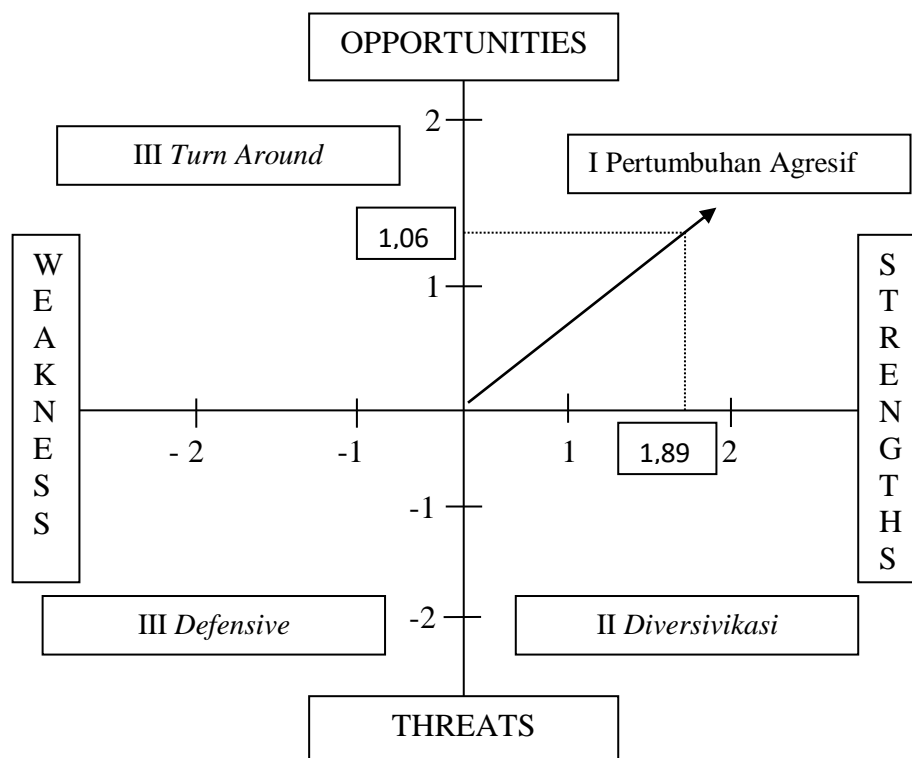 OPPORTUNITIES
2
III Turn Around
I Pertumbuhan Agresif
1,06
1
W
E
A
K
N
E
S
S
S
T
R
E
N
G
T
H
S
- 2
-1
1
1,89
2
-1
III Defensive
-2
II Diversivikasi
THREATS